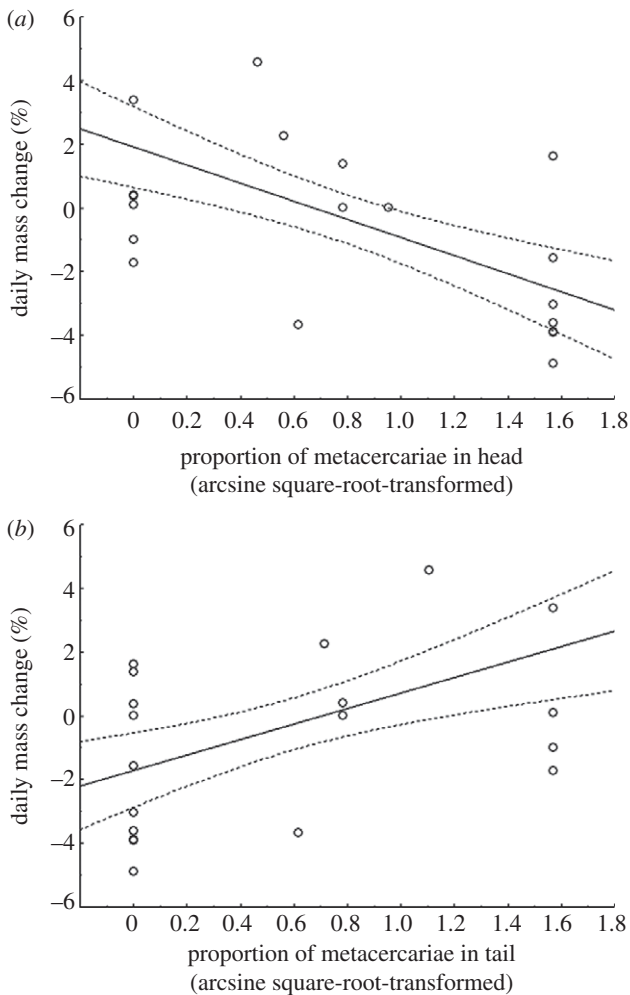 (a)
6
4
2
0
−2
−4
−6
daily mass change (%)
0 0.2 0.4 0.6 0.8 1.0 1.2 1.4 1.6 1.8
proportion of metacercariae in head
(arcsine square-root-transformed)
(b)
6
4
2
0
−2
−4
−6
daily mass change (%)
0 0.2 0.4 0.6 0.8 1.0 1.2 1.4 1.6 1.8
proportion of metacercariae in tail
(arcsine square-root-transformed)